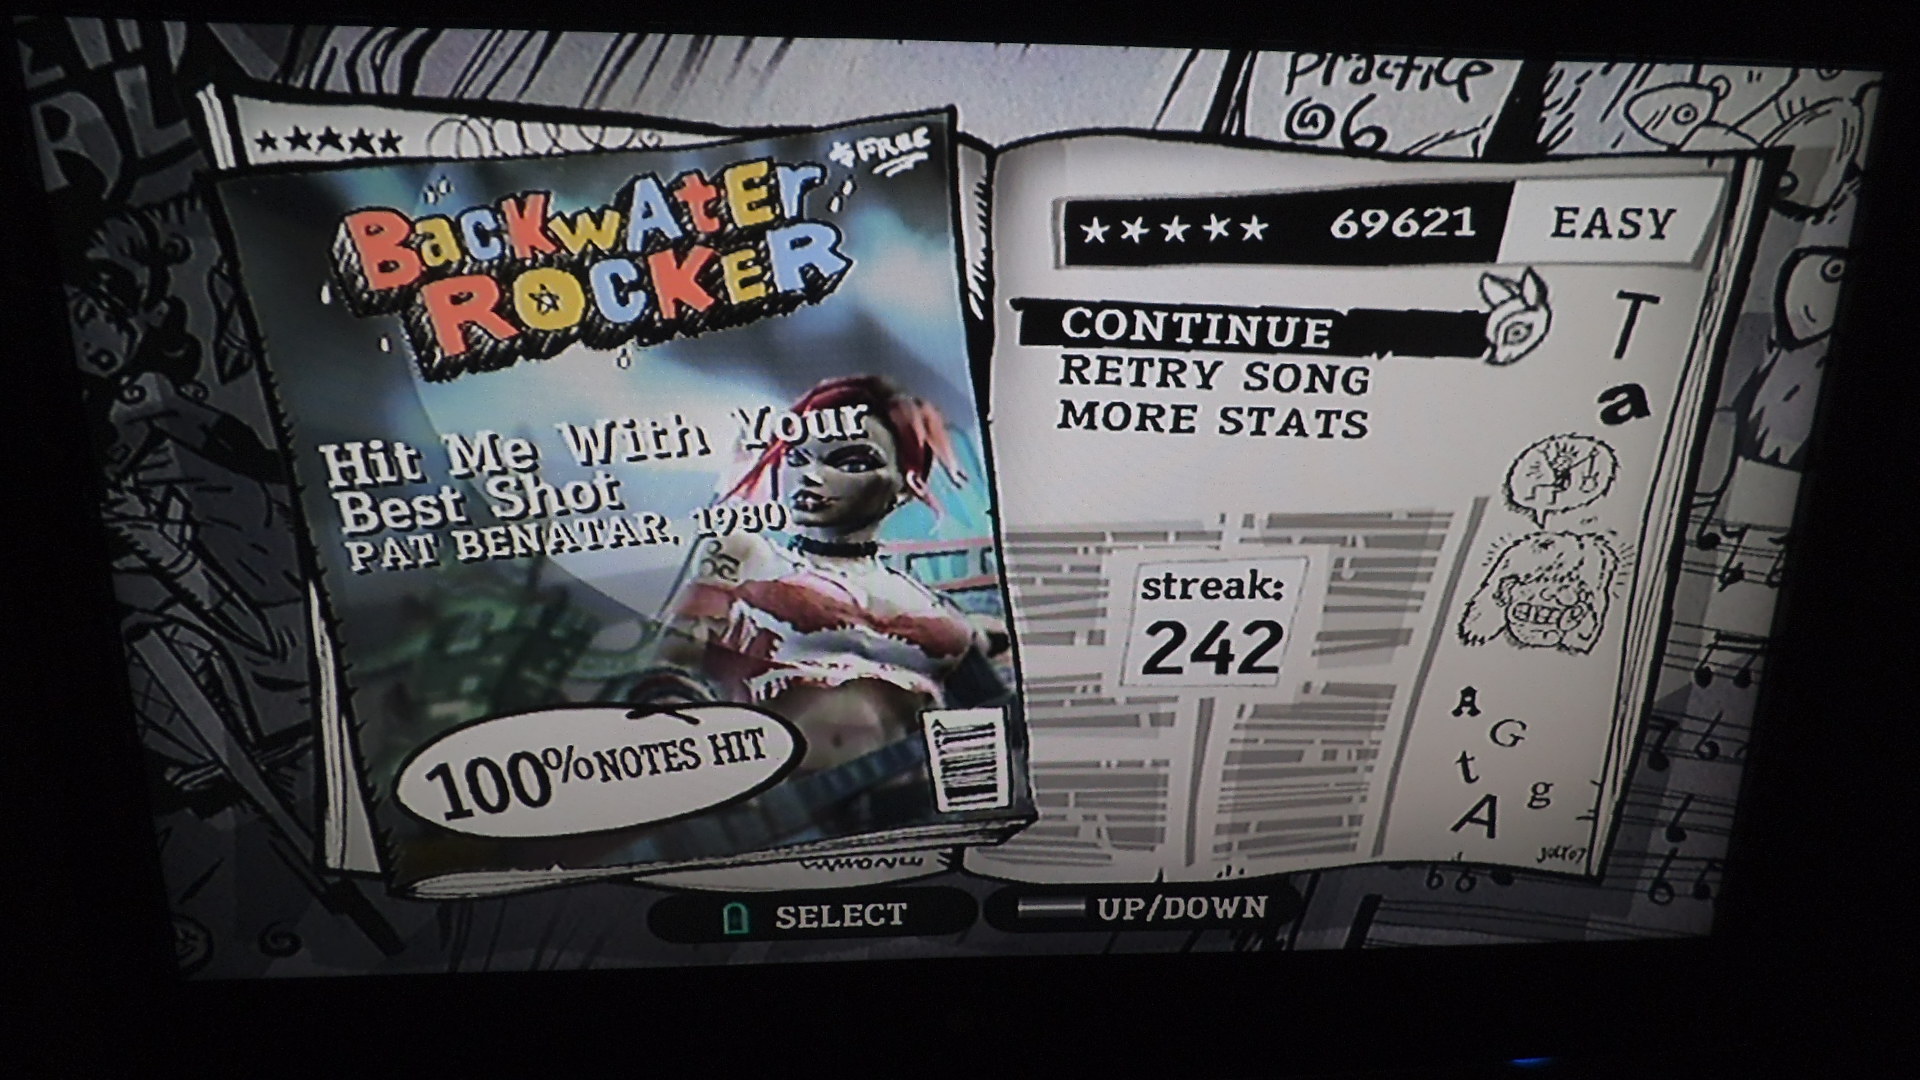 Practice
@6
FREE
BackwAtEr
ROCKER
Hit Me With Your
Best Shot
PAT BENATAR, 1980
100% NOTES HIT
69621
EASY
CONTINUE
RETRY SONG
MORE STATS
streak:
242
T
a
A
G
t
g
A
SELECT
UP/DOWN